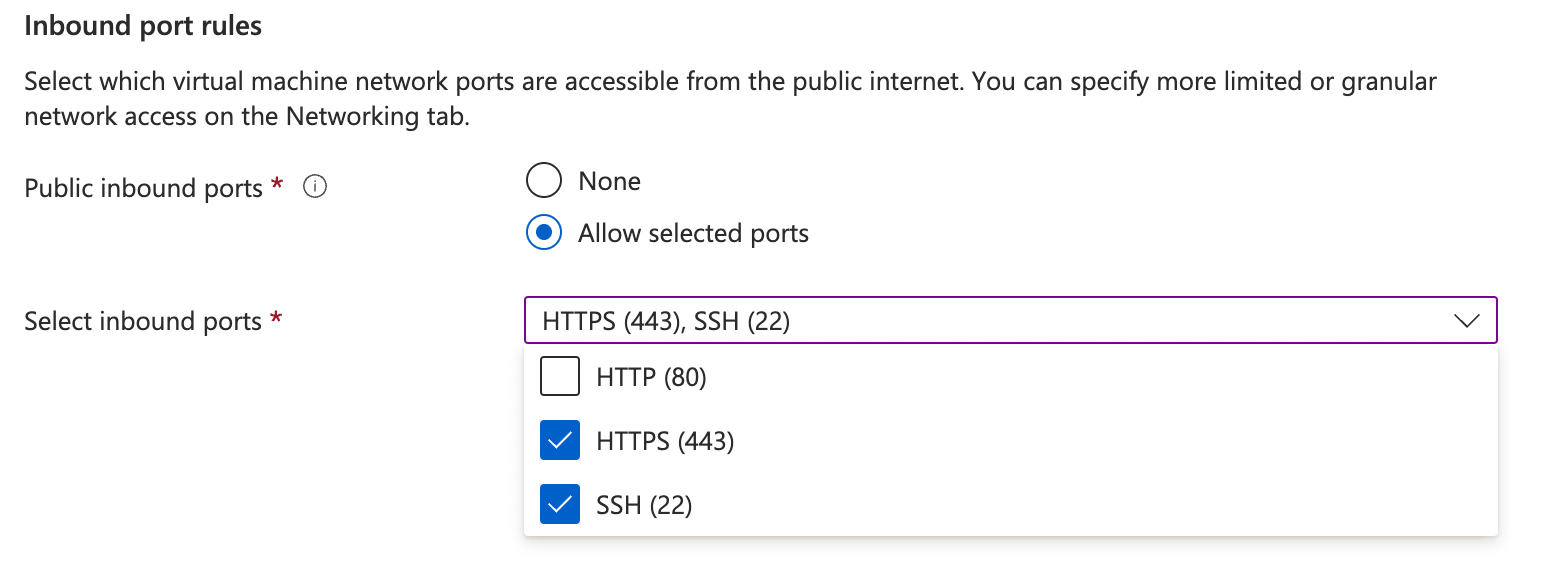 Inbound port rules
Select which virtual machine network ports are accessible from the public internet. You can specify more limited or granular
network access on the Networking tab.
Public inbound ports *
None
Allow selected ports
Select inbound ports *
HTTPS (443), SSH (22)
HTTP (80)
HTTPS (443)
SSH (22)